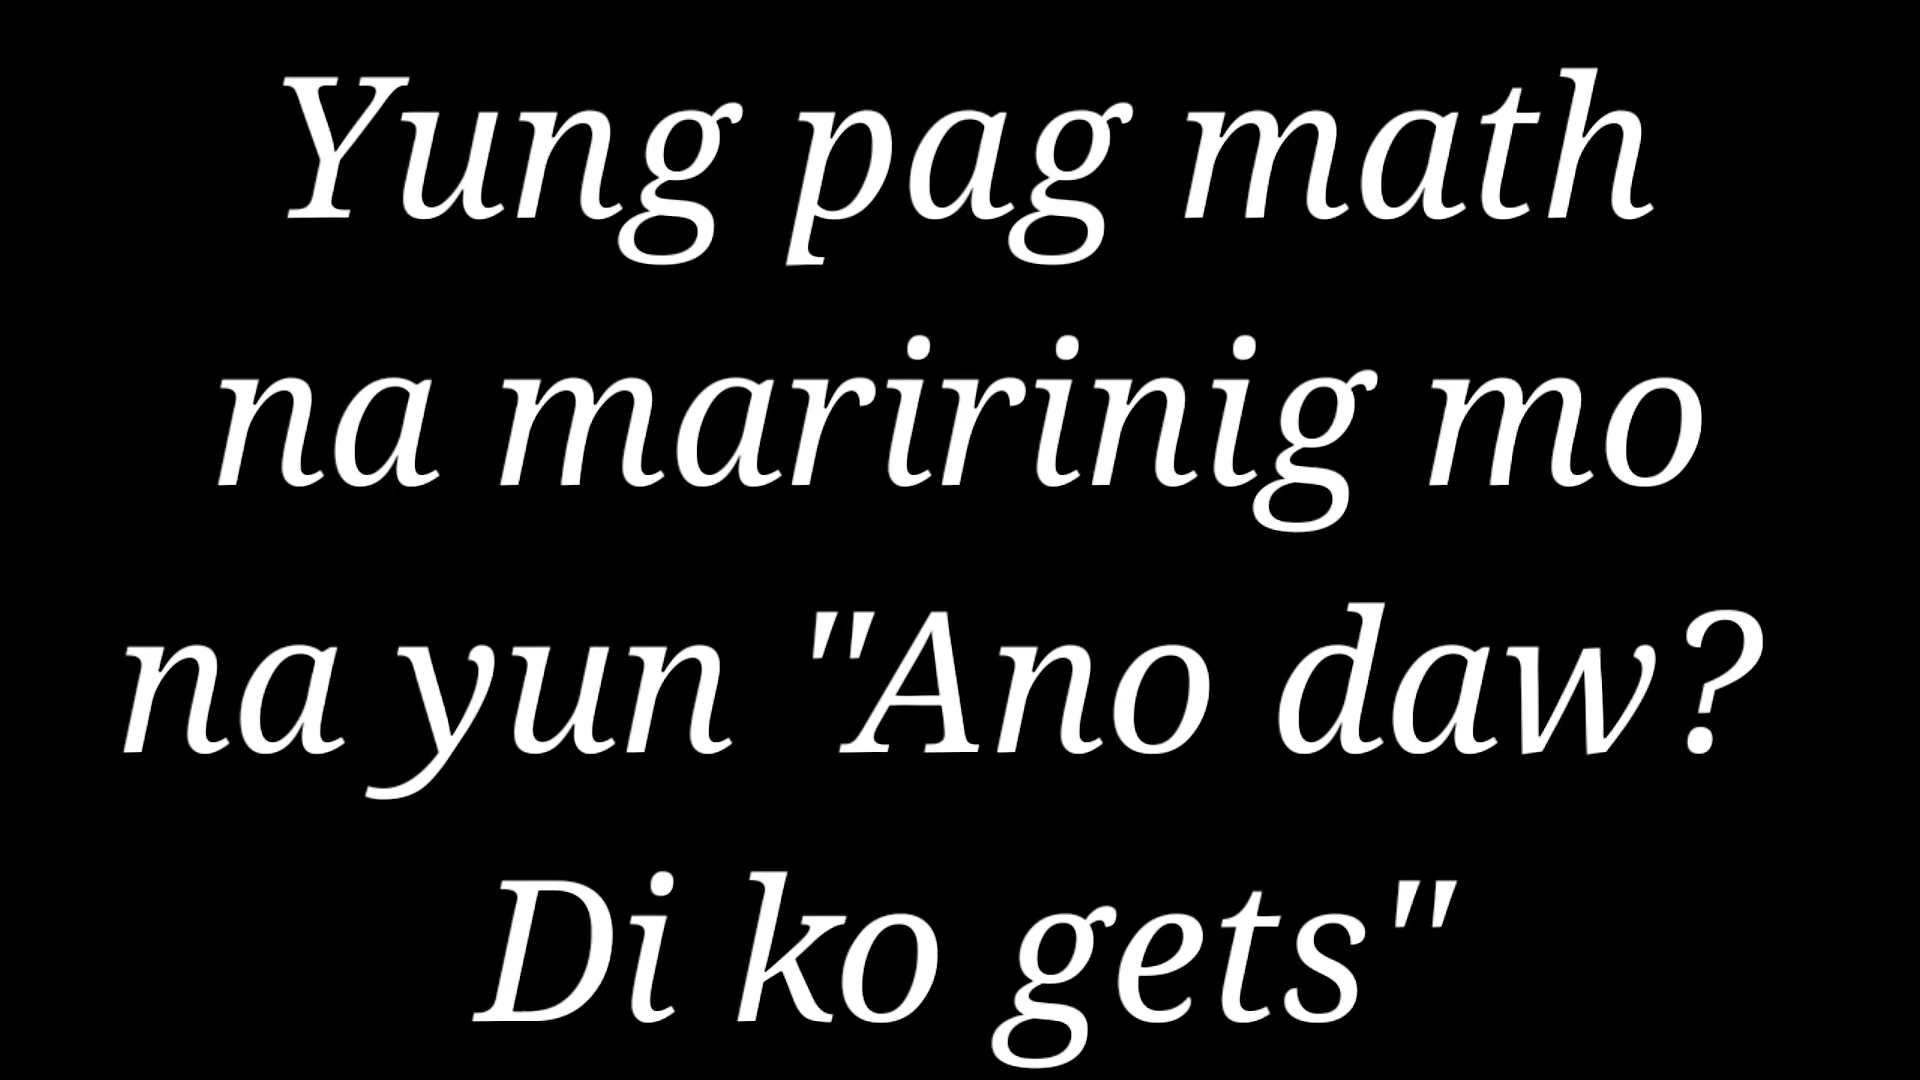 Yung pag math
na maririnig mo
na yun "Ano daw?
Di ko gets"